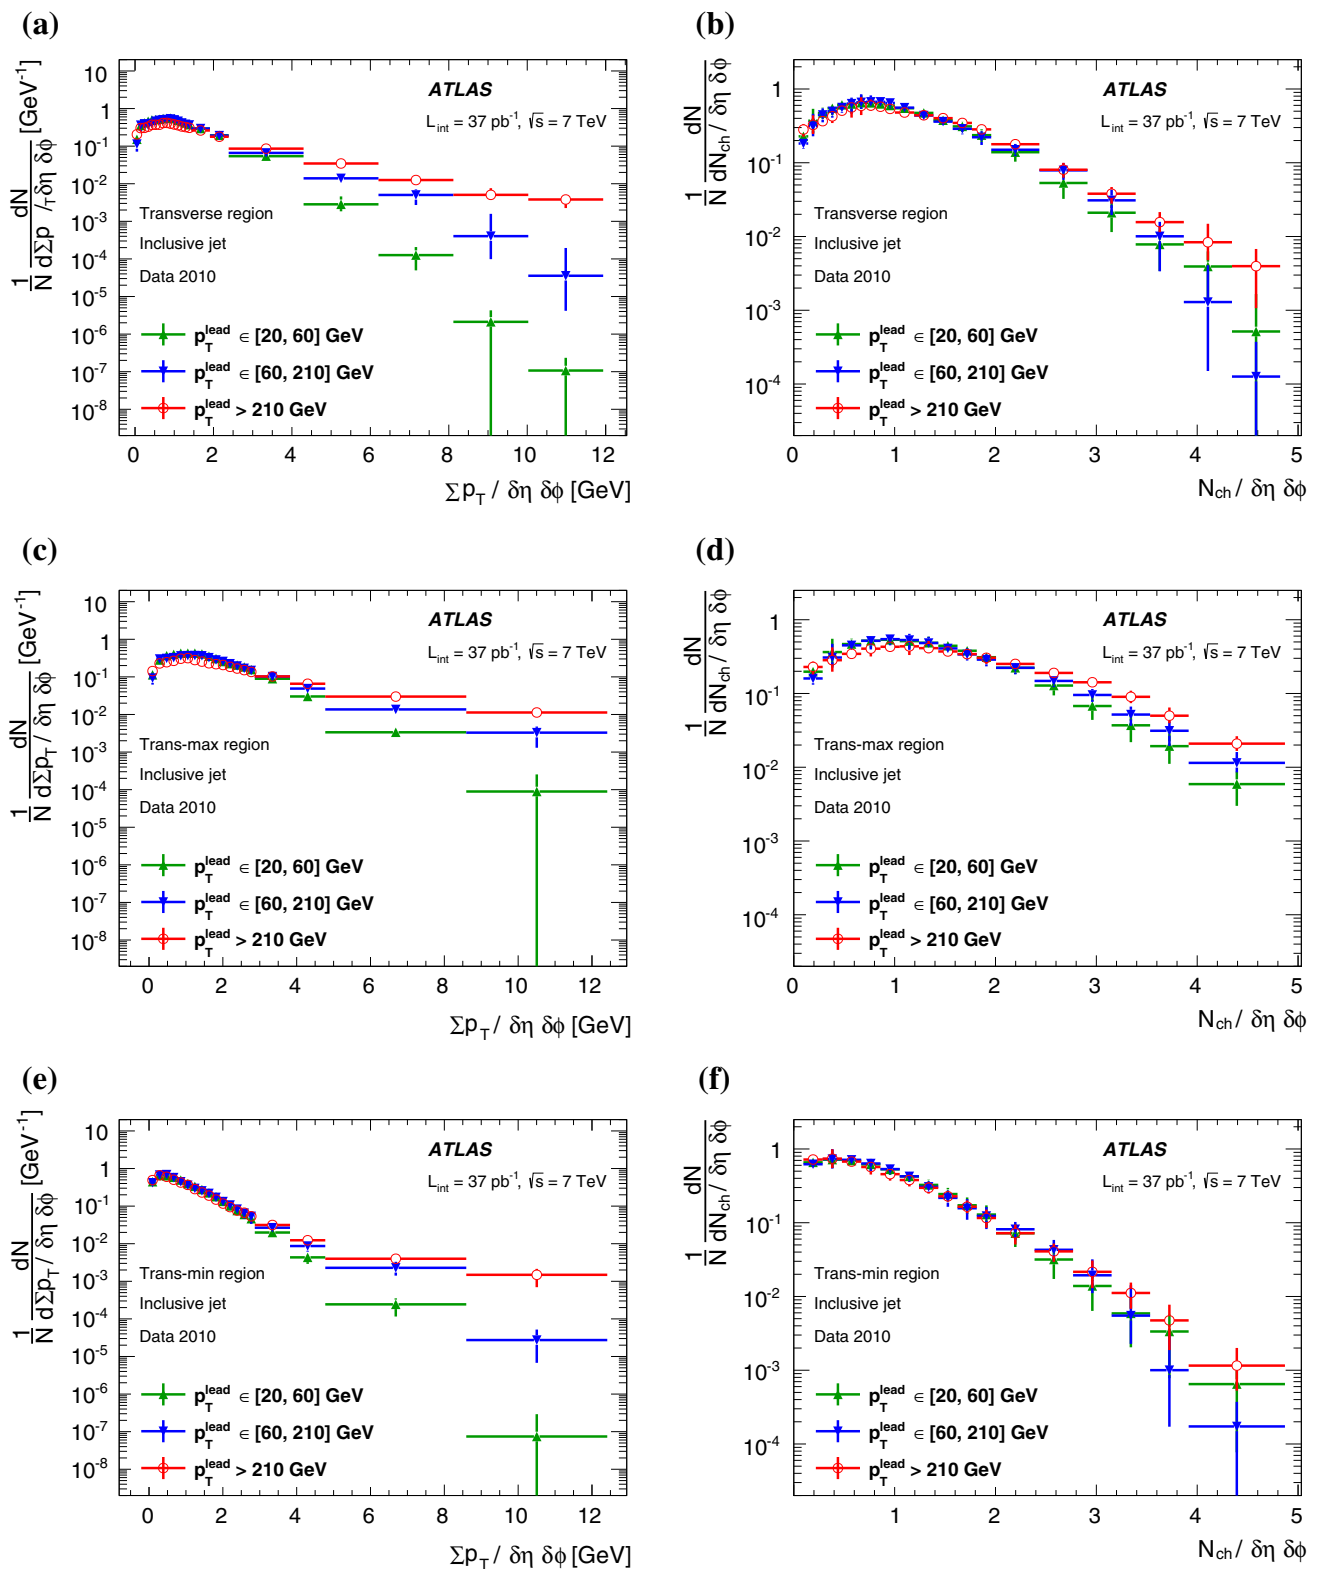 (a)
1/N dN/dΣp /_T δη δϕ [GeV⁻¹]
10
1
10⁻¹
10⁻²
10⁻³
10⁻⁴
10⁻⁵
10⁻⁶
10⁻⁷
10⁻⁸
ATLAS
L_int = 37 pb⁻¹, √s = 7 TeV
Transverse region
Inclusive jet
Data 2010
p_T^lead ∈ [20, 60] GeV
p_T^lead ∈ [60, 210] GeV
p_T^lead > 210 GeV
0 2 4 6 8 10 12
Σp_T / δη δϕ [GeV]
(b)
1/N dN/dN_ch / δη δϕ
1
10⁻¹
10⁻²
10⁻³
10⁻⁴
ATLAS
L_int = 37 pb⁻¹, √s = 7 TeV
Transverse region
Inclusive jet
Data 2010
p_T^lead ∈ [20, 60] GeV
p_T^lead ∈ [60, 210] GeV
p_T^lead > 210 GeV
0 1 2 3 4 5
N_ch / δη δϕ
(c)
1/N dN/dΣp_T / δη δϕ [GeV⁻¹]
10
1
10⁻¹
10⁻²
10⁻³
10⁻⁴
10⁻⁵
10⁻⁶
10⁻⁷
10⁻⁸
ATLAS
L_int = 37 pb⁻¹, √s = 7 TeV
Trans-max region
Inclusive jet
Data 2010
p_T^lead ∈ [20, 60] GeV
p_T^lead ∈ [60, 210] GeV
p_T^lead > 210 GeV
0 2 4 6 8 10 12
Σp_T / δη δϕ [GeV]
(d)
1/N dN/dN_ch / δη δϕ
1
10⁻¹
10⁻²
10⁻³
10⁻⁴
ATLAS
L_int = 37 pb⁻¹, √s = 7 TeV
Trans-max region
Inclusive jet
Data 2010
p_T^lead ∈ [20, 60] GeV
p_T^lead ∈ [60, 210] GeV
p_T^lead > 210 GeV
0 1 2 3 4 5
N_ch / δη δϕ
(e)
1/N dN/dΣp_T / δη δϕ [GeV⁻¹]
10
1
10⁻¹
10⁻²
10⁻³
10⁻⁴
10⁻⁵
10⁻⁶
10⁻⁷
10⁻⁸
ATLAS
L_int = 37 pb⁻¹, √s = 7 TeV
Trans-min region
Inclusive jet
Data 2010
p_T^lead ∈ [20, 60] GeV
p_T^lead ∈ [60, 210] GeV
p_T^lead > 210 GeV
0 2 4 6 8 10 12
Σp_T / δη δϕ [GeV]
(f)
1/N dN/dN_ch / δη δϕ
1
10⁻¹
10⁻²
10⁻³
10⁻⁴
ATLAS
L_int = 37 pb⁻¹, √s = 7 TeV
Trans-min region
Inclusive jet
Data 2010
p_T^lead ∈ [20, 60] GeV
p_T^lead ∈ [60, 210] GeV
p_T^lead > 210 GeV
1 2 3 4 5
N_ch / δη δϕ